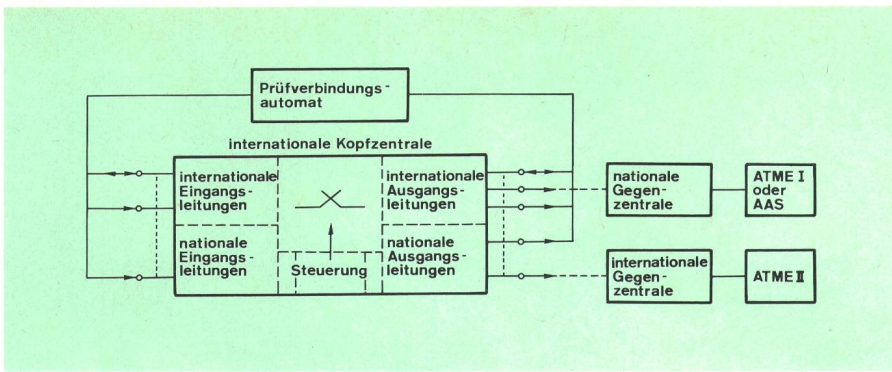 Prüfverbindungs-
automat
internationale Kopfzentrale
internationale
Eingangs-
leitungen
nationale
Eingangs-
leitungen
Steuerung
internationale
Ausgangs-
leitungen
nationale
Ausgangs-
leitungen
nationale
Gegen-
zentrale
ATME I
oder
AAS
internationale
Gegen-
zentrale
ATME II